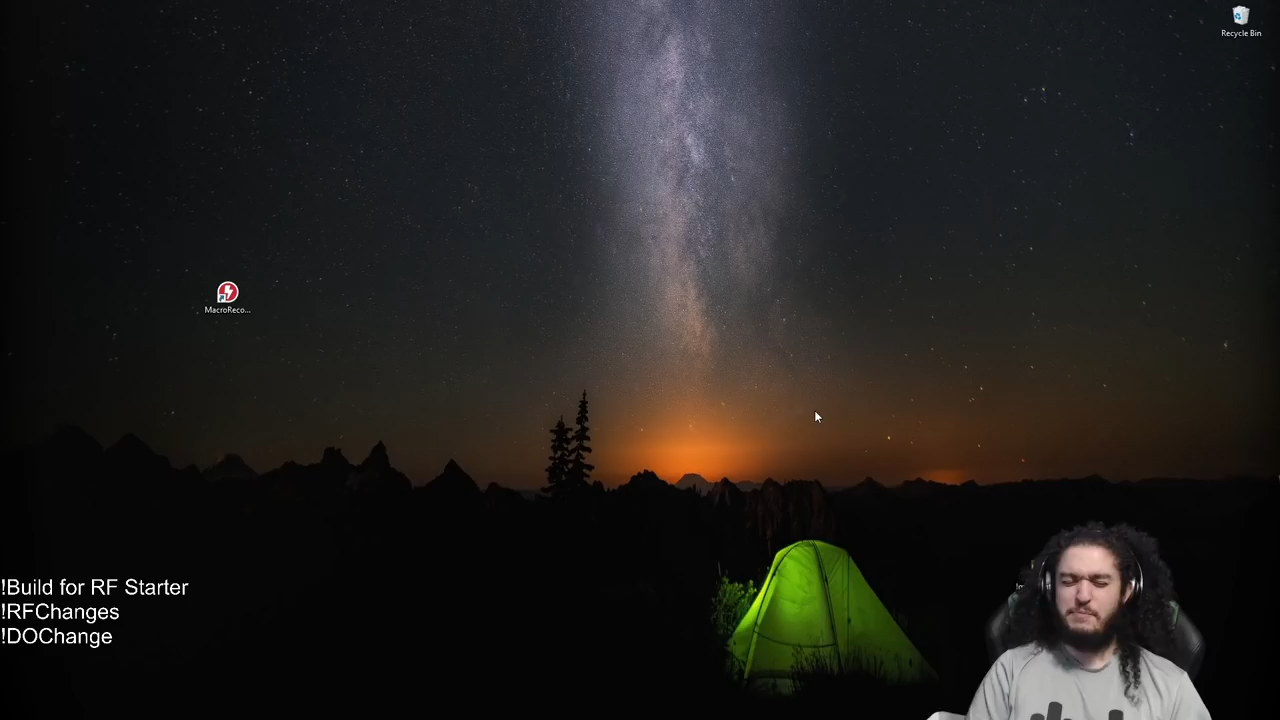 Recycle Bin
MacroReco...
!Build for RF Starter
!RFChanges
!DOChange